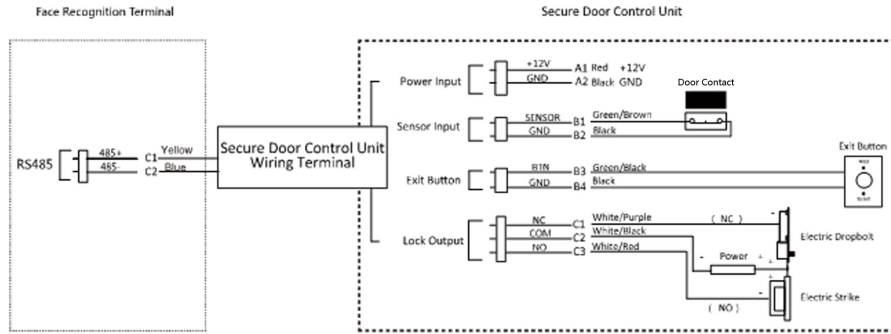 Face Recognition Terminal
Secure Door Control Unit
RS485
485+ C1 Yellow
485- C2 Blue
Secure Door Control Unit
Wiring Terminal
Power Input
+12V A1 Red +12V
GND A2 Black GND
Door Contact
Sensor Input
SENSOR B1 Green/Brown
GND B2 Black
Exit Button
BTN B3 Green/Black
GND B4 Black
Exit Button
Lock Output
NC C1 White/Purple ( NC ) -
COM C2 White/Black
NO C3 White/Red
+
Electric Dropbolt
- Power + +
+
- Electric Strike
( NO )